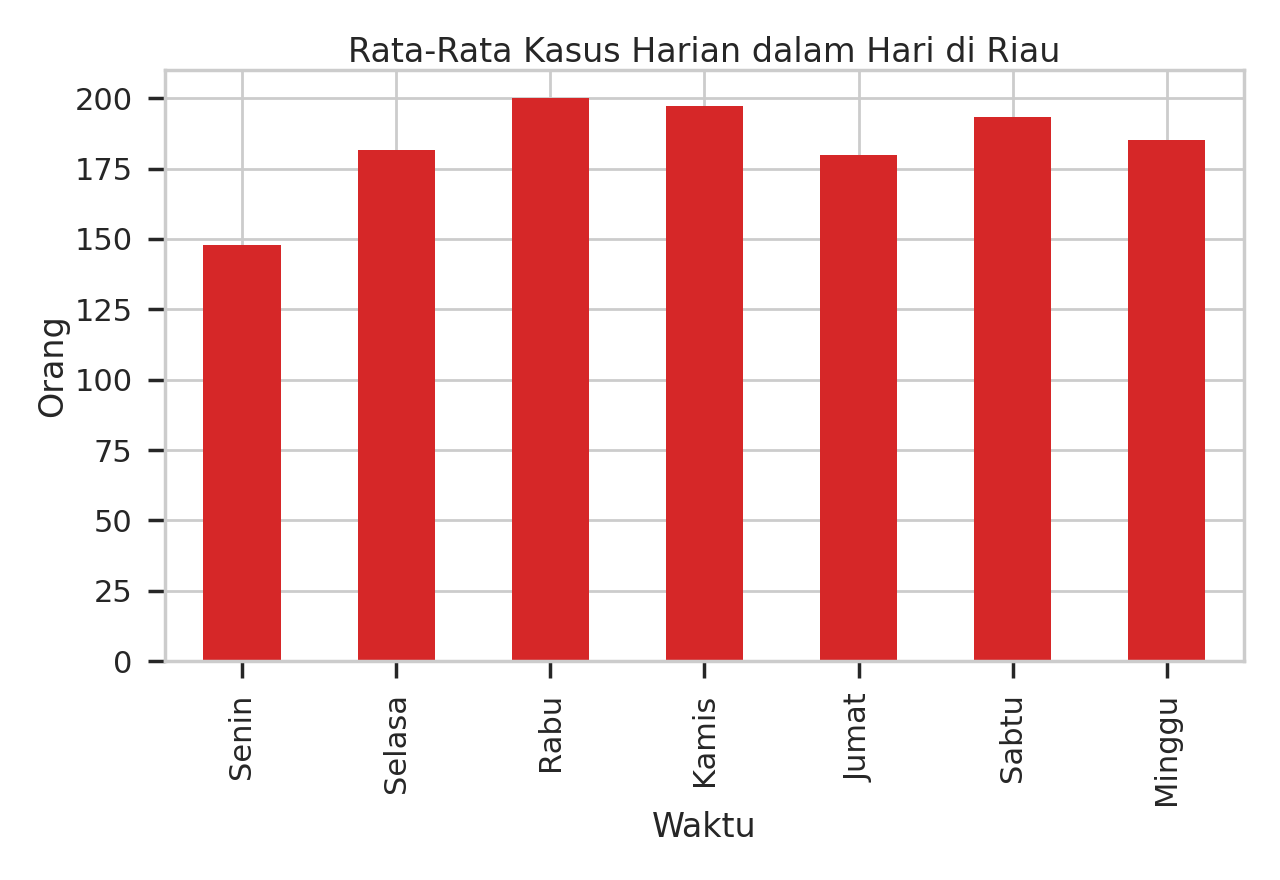 Rata-Rata Kasus Harian dalam Hari di Riau
Orang
200
175
150
125
100
75
50
25
0
Senin
Selasa
Rabu
Kamis
Jumat
Sabtu
Minggu
Waktu